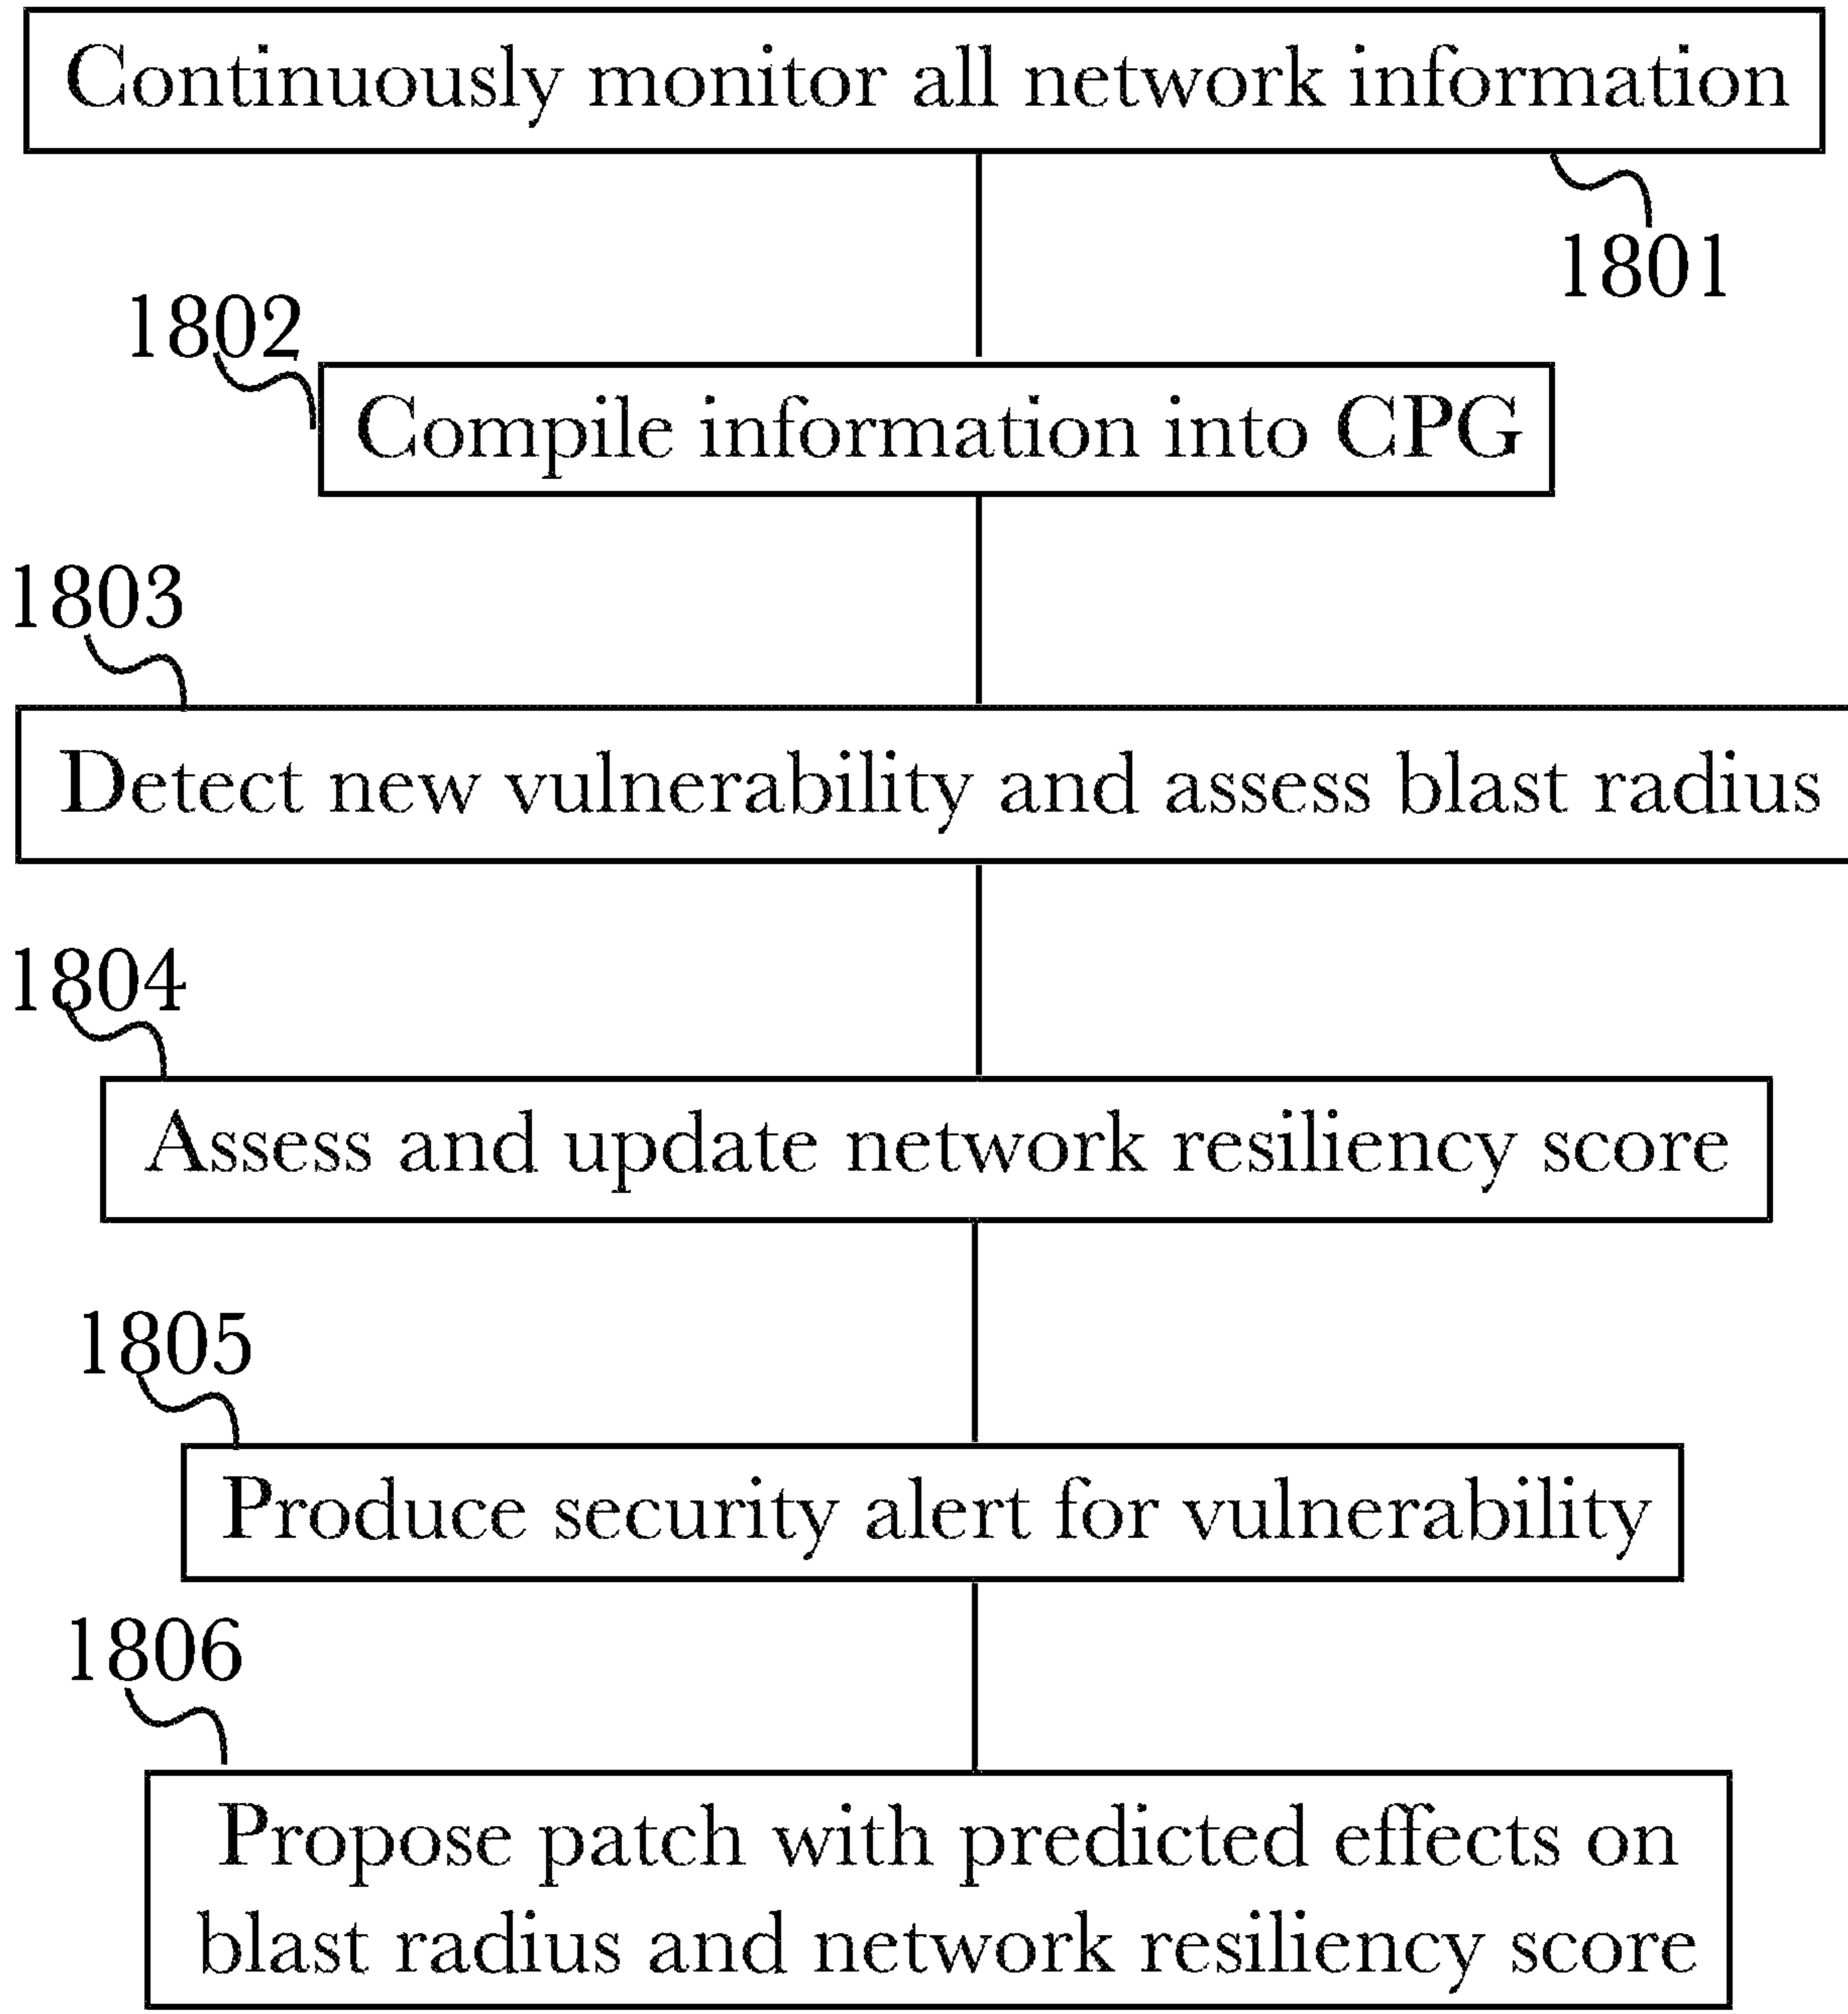 Continuously monitor all network information
1801
1802
Compile information into CPG
1803
Detect new vulnerability and assess blast radius
1804
Assess and update network resiliency score
1805
Produce security alert for vulnerability
1806
Propose patch with predicted effects on
blast radius and network resiliency score